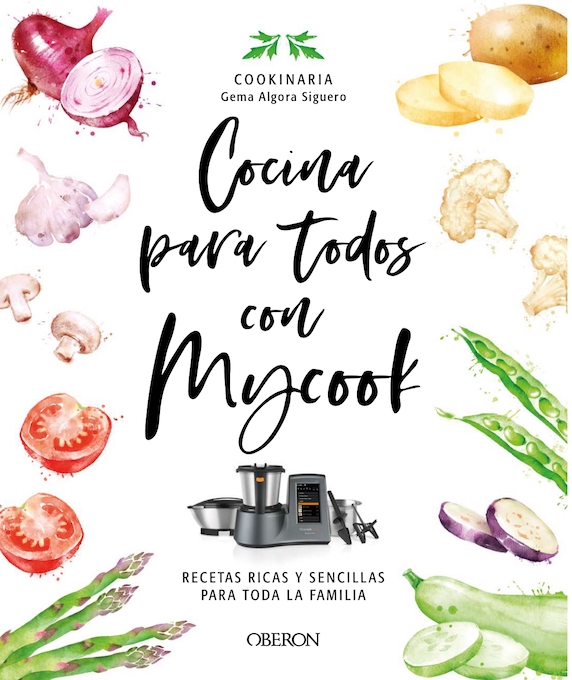 COOKINARIA
Gema Algora Siguero
Cocina
para todos
con
Mycook
RECETAS RICAS Y SENCILLAS
PARA TODA LA FAMILIA
OBERON